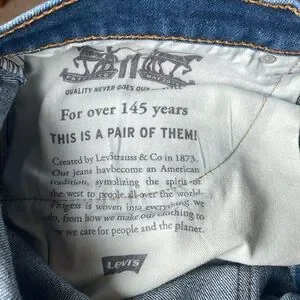 QUALITY NEVER GOES OUT
For over 145 years
THIS IS A PAIR OF THEM!
Created by LevStrauss & Co in 1873.
Our jeans havbecome an American
tradition, symolizing the spirit of
the west to people all over the world.
Progess is woven into everything we
do, from how we make our clothing to
w we care for people and the planet.
Levi's